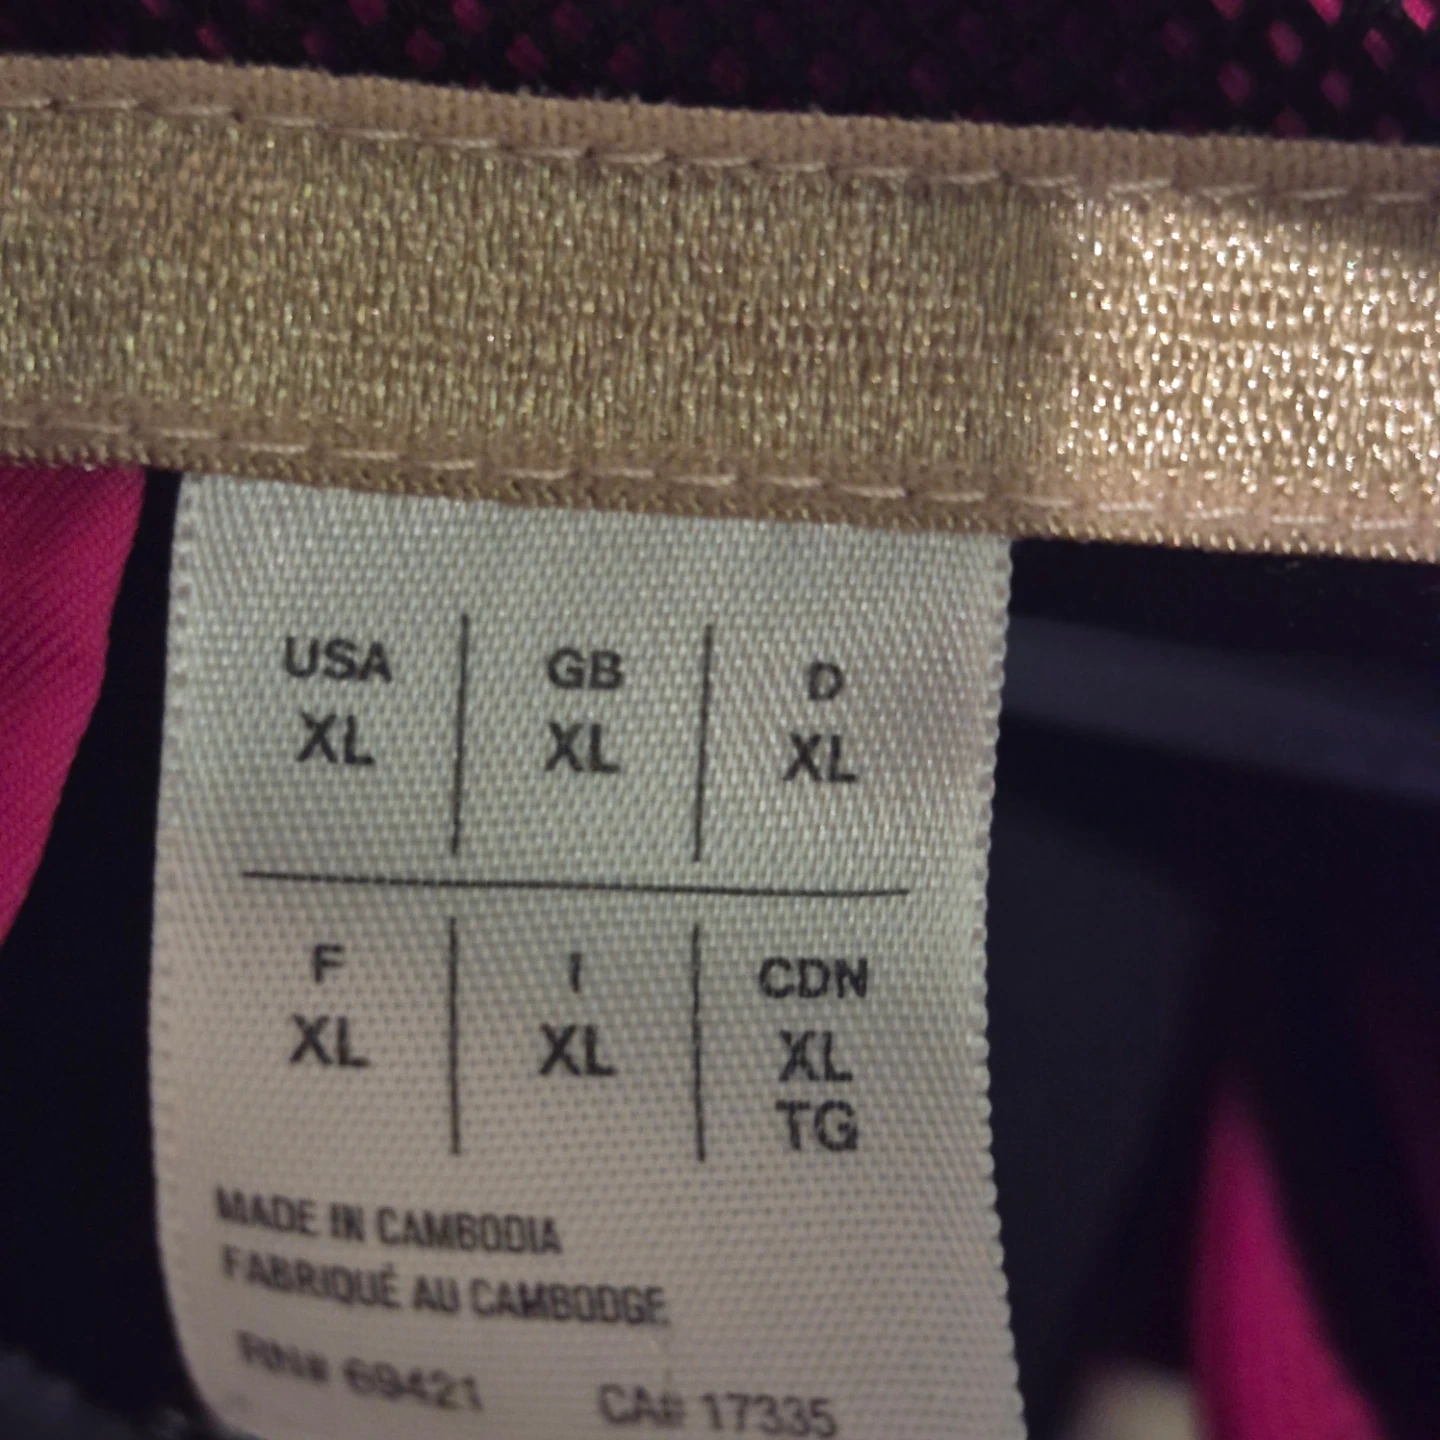 USA GB D
XL XL XL
F I CDN
XL XL XL
TG
MADE IN CAMBODIA
FABRIQUÉ AU CAMBODGE
RN# 69421 CA# 17335